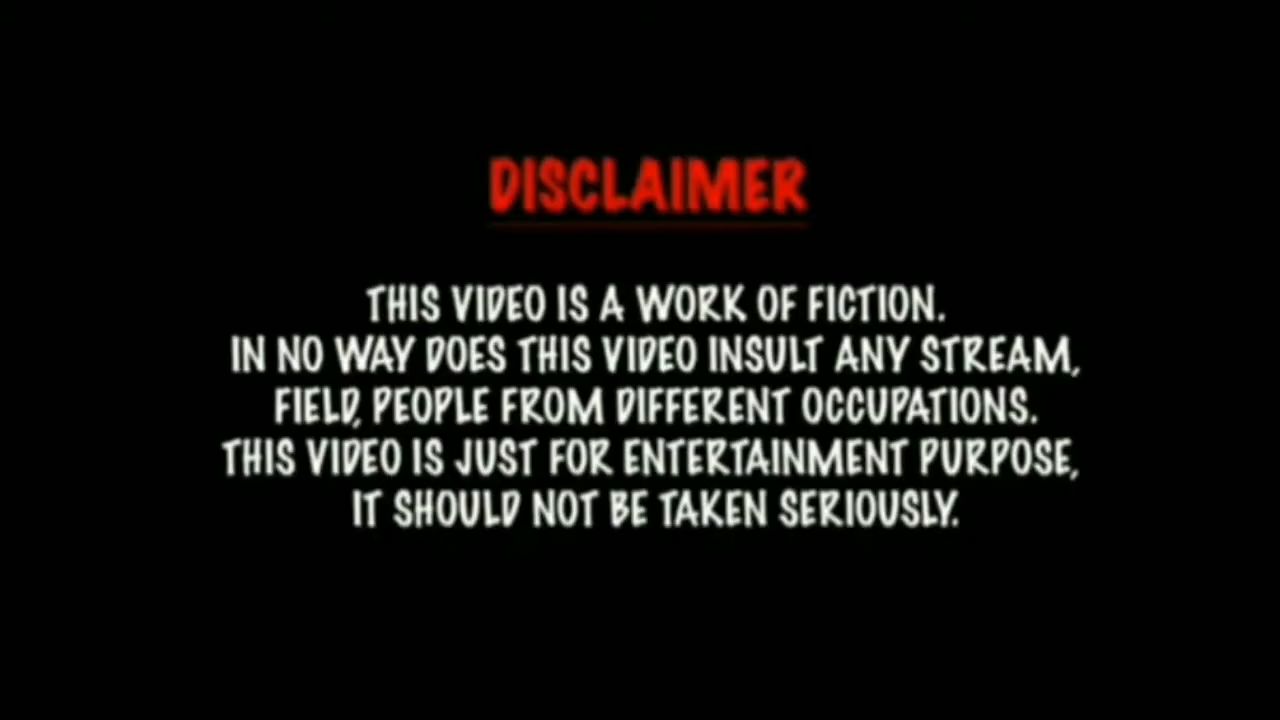 DISCLAIMER
THIS VIDEO IS A WORK OF FICTION.
IN NO WAY DOES THIS VIDEO INSULT ANY STREAM,
FIELD, PEOPLE FROM DIFFERENT OCCUPATIONS.
THIS VIDEO IS JUST FOR ENTERTAINMENT PURPOSE,
IT SHOULD NOT BE TAKEN SERIOUSLY.